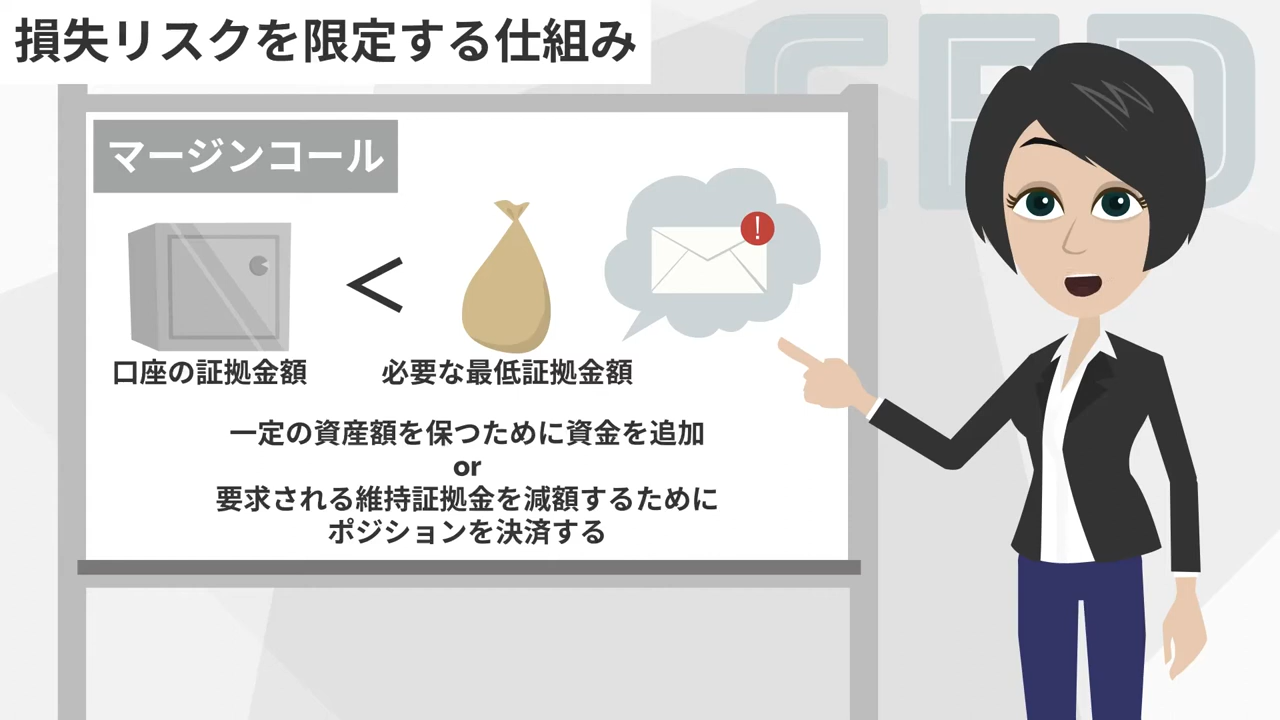 損失リスクを限定する仕組み
CFD
マージンコール
!
<
口座の証拠金額
必要な最低証拠金額
一定の資産額を保つために資金を追加
or
要求される維持証拠金を減額するために
ポジションを決済する